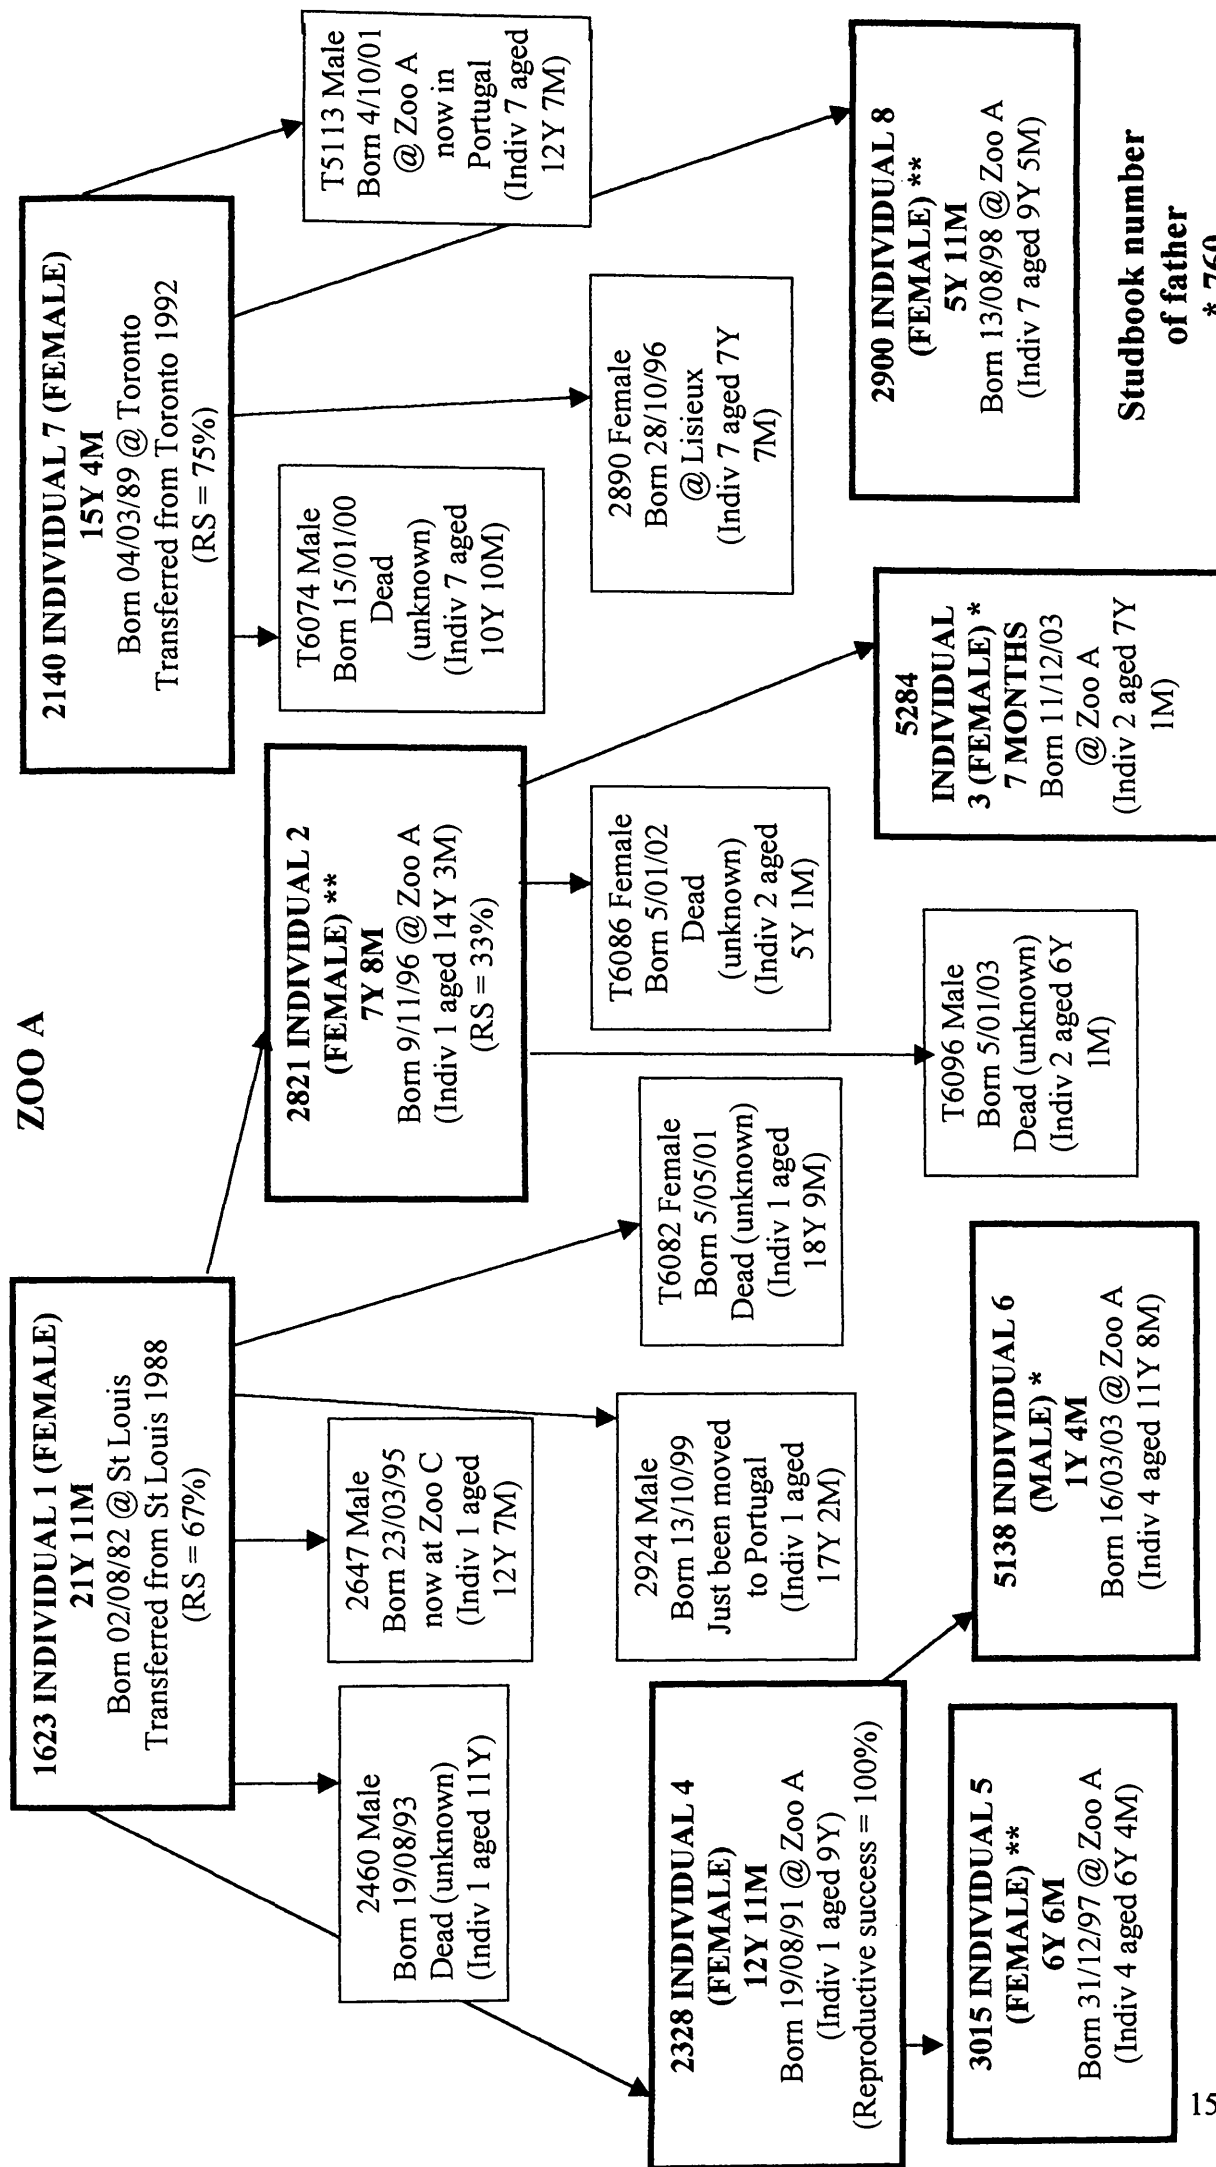 ZOO A
1623 INDIVIDUAL 1 (FEMALE)
21Y 11M
Born 02/08/82 @ St Louis
Transferred from St Louis 1988
(RS = 67%)
2140 INDIVIDUAL 7 (FEMALE)
15Y 4M
Born 04/03/89 @ Toronto
Transferred from Toronto 1992
(RS = 75%)
2460 Male
Born 19/08/93
Dead (unknown)
(Indiv 1 aged 11Y)
2647 Male
Born 23/03/95
now at Zoo C
(Indiv 1 aged
12Y 7M)
2821 INDIVIDUAL 2
(FEMALE) **
7Y 8M
Born 9/11/96 @ Zoo A
(Indiv 1 aged 14Y 3M)
(RS = 33%)
T6074 Male
Born 15/01/00
Dead
(unknown)
(Indiv 7 aged
10Y 10M)
T5113 Male
Born 4/10/01
@ Zoo A
now in
Portugal
(Indiv 7 aged
12Y 7M)
2924 Male
Born 13/10/99
Just been moved
to Portugal
(Indiv 1 aged
17Y 2M)
T6082 Female
Born 5/05/01
Dead (unknown)
(Indiv 1 aged
18Y 9M)
T6086 Female
Born 5/01/02
Dead
(unknown)
(Indiv 2 aged
5Y 1M)
2890 Female
Born 28/10/96
@ Lisieux
(Indiv 7 aged 7Y
7M)
2328 INDIVIDUAL 4
(FEMALE)
12Y 11M
Born 19/08/91 @ Zoo A
(Indiv 1 aged 9Y)
(Reproductive success = 100%)
T6096 Male
Born 5/01/03
Dead (unknown)
(Indiv 2 aged 6Y
1M)
5284
INDIVIDUAL
3 (FEMALE) *
7 MONTHS
Born 11/12/03
@ Zoo A
(Indiv 2 aged 7Y
1M)
2900 INDIVIDUAL 8
(FEMALE) **
5Y 11M
Born 13/08/98 @ Zoo A
(Indiv 7 aged 9Y 5M)
3015 INDIVIDUAL 5
(FEMALE) **
6Y 6M
Born 31/12/97 @ Zoo A
(Indiv 4 aged 6Y 4M)
5138 INDIVIDUAL 6
(MALE) *
1Y 4M
Born 16/03/03 @ Zoo A
(Indiv 4 aged 11Y 8M)
Studbook number
of father
* 760
15